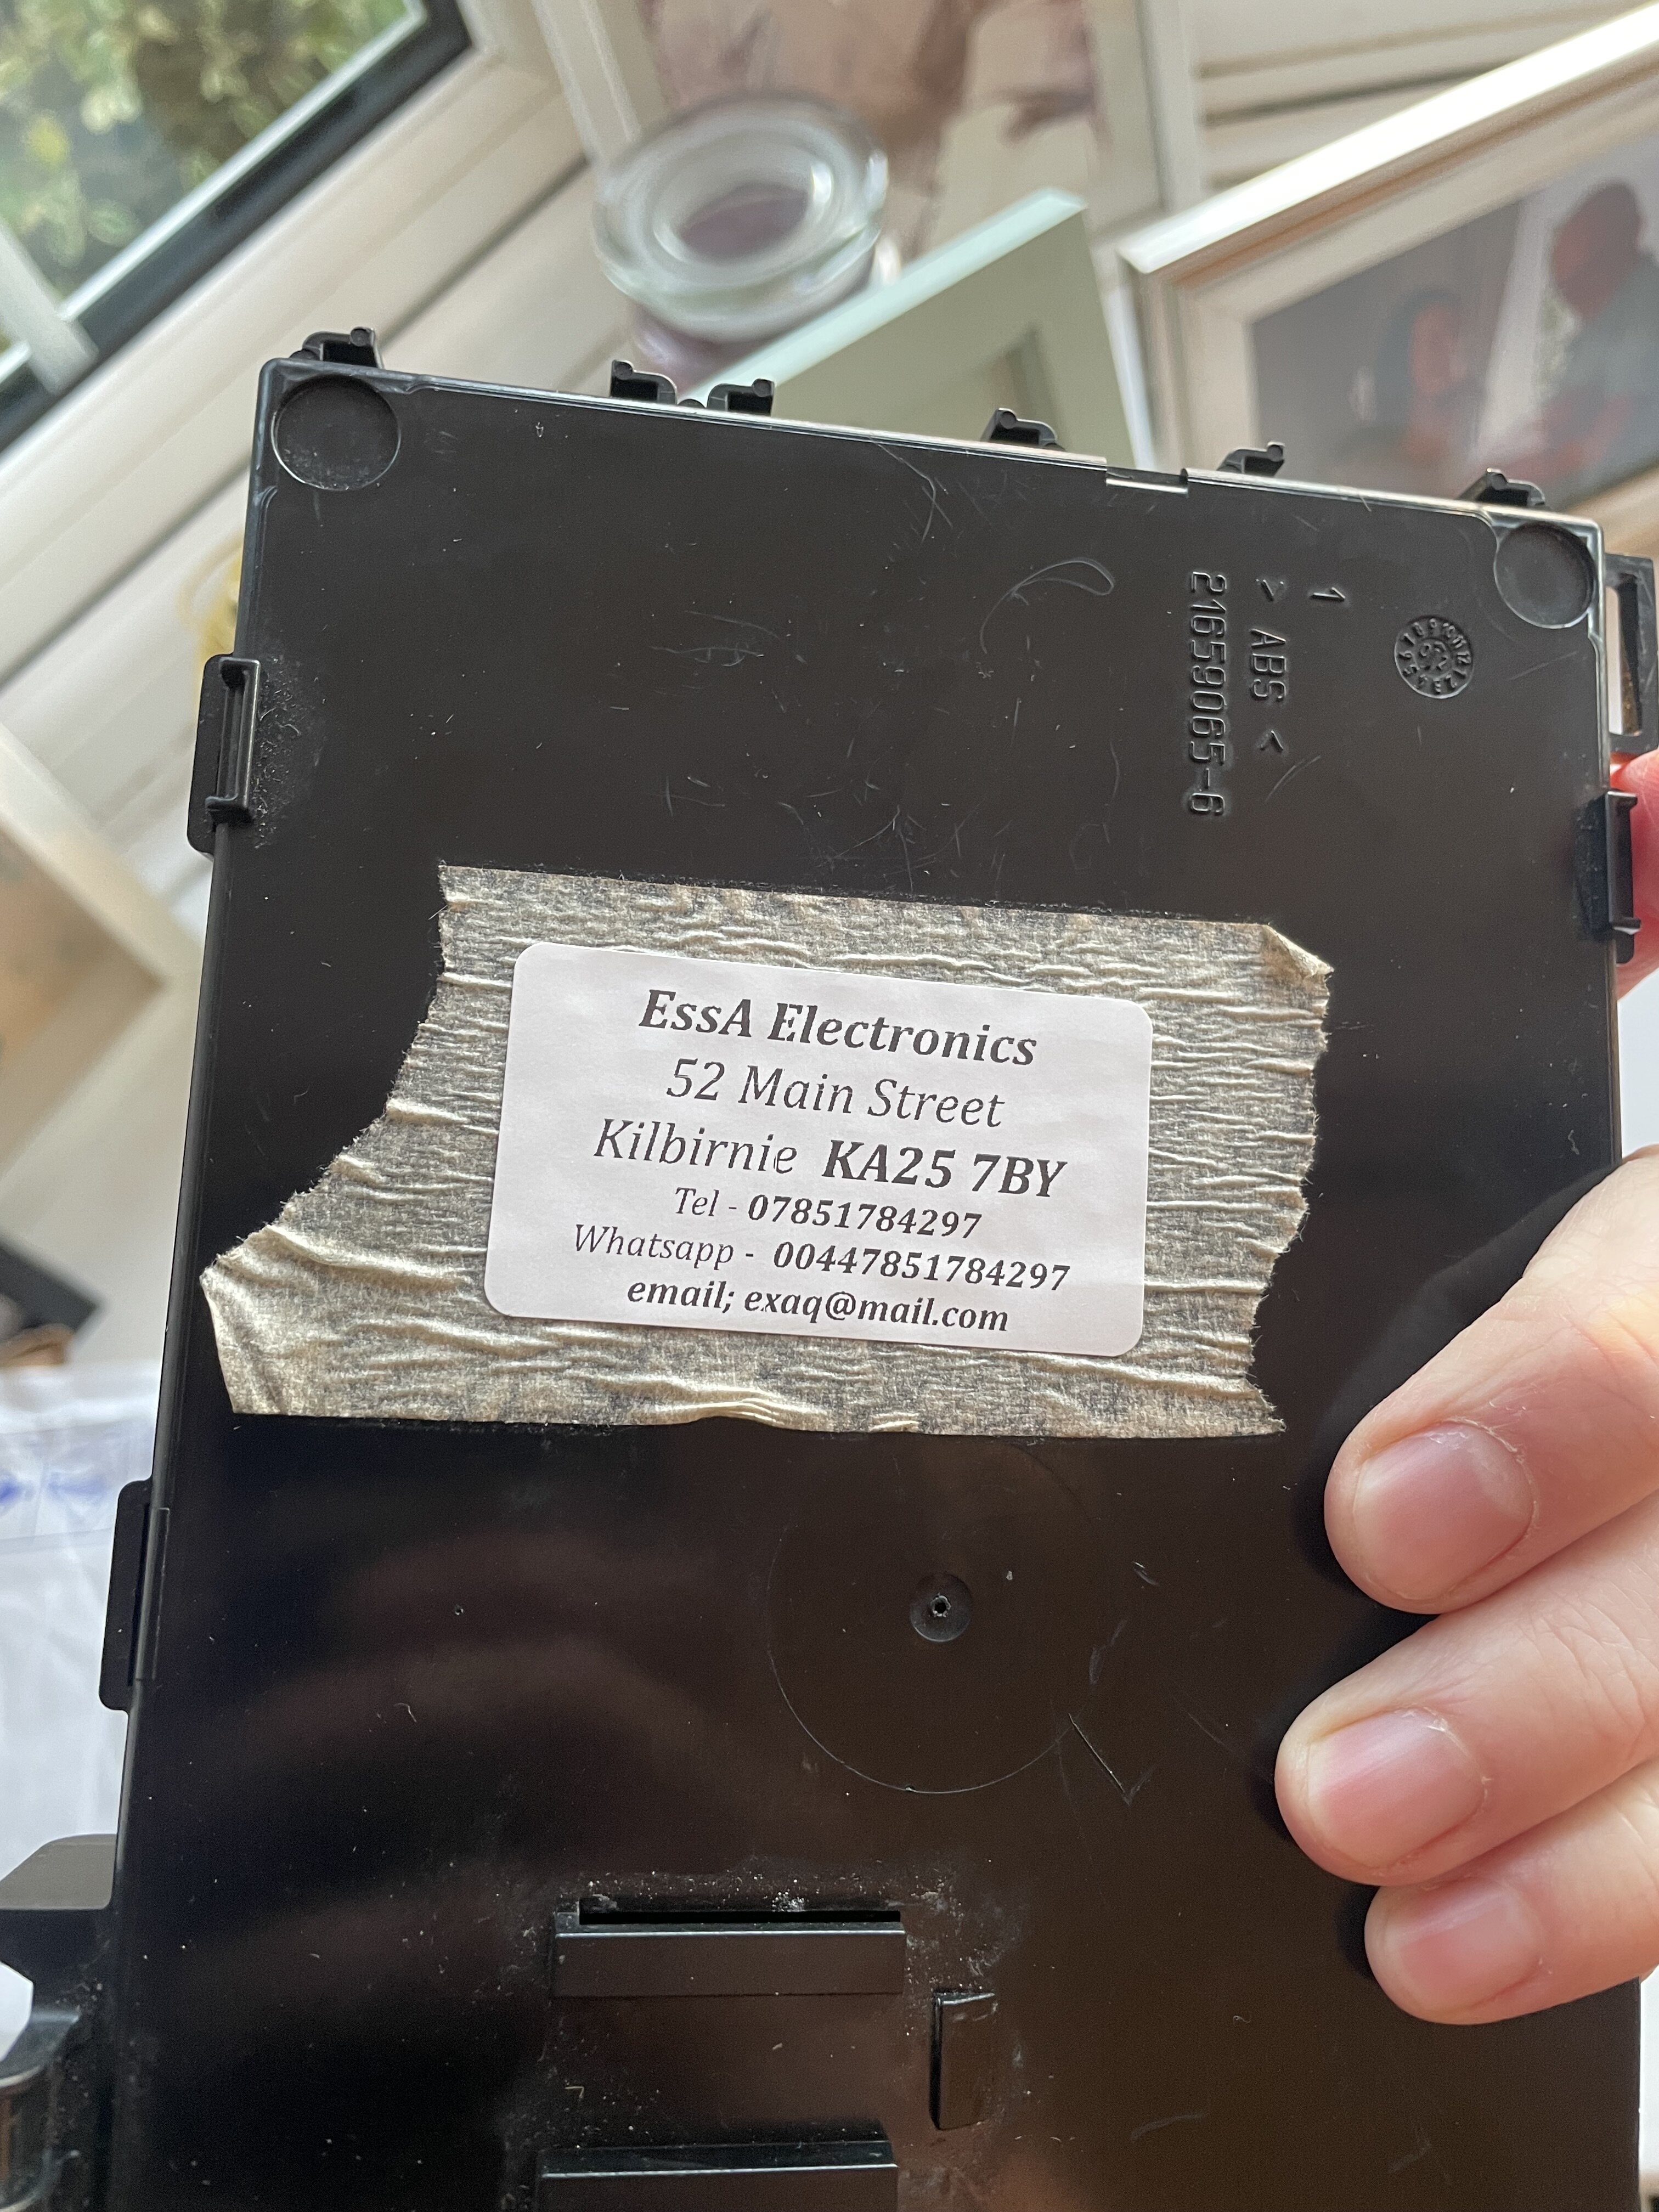 1
> ABS <
21659065-6
EssA Electronics
52 Main Street
Kilbirnie KA25 7BY
Tel - 07851784297
Whatsapp - 00447851784297
email; exaq@mail.com